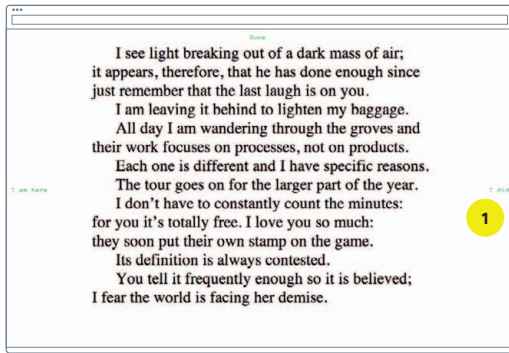 I see light breaking out of a dark mass of air;
it appears, therefore, that he has done enough since
just remember that the last laugh is on you.
I am leaving it behind to lighten my baggage.
All day I am wandering through the groves and
their work focuses on processes, not on products.
Each one is different and I have specific reasons.
I am here
The tour goes on for the larger part of the year.
I did
I don't have to constantly count the minutes:
for you it's totally free. I love you so much:
1
they soon put their own stamp on the game.
Its definition is always contested.
You tell it frequently enough so it is believed;
I fear the world is facing her demise.